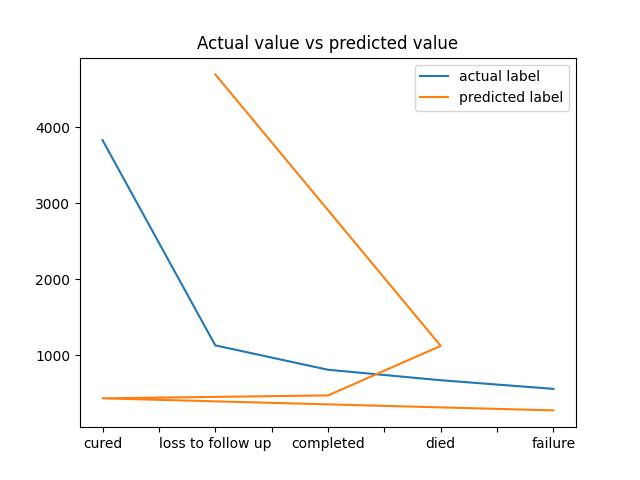 Actual value vs predicted value
actual label
predicted label
4000
3000
2000
1000
cured loss to follow up completed died failure